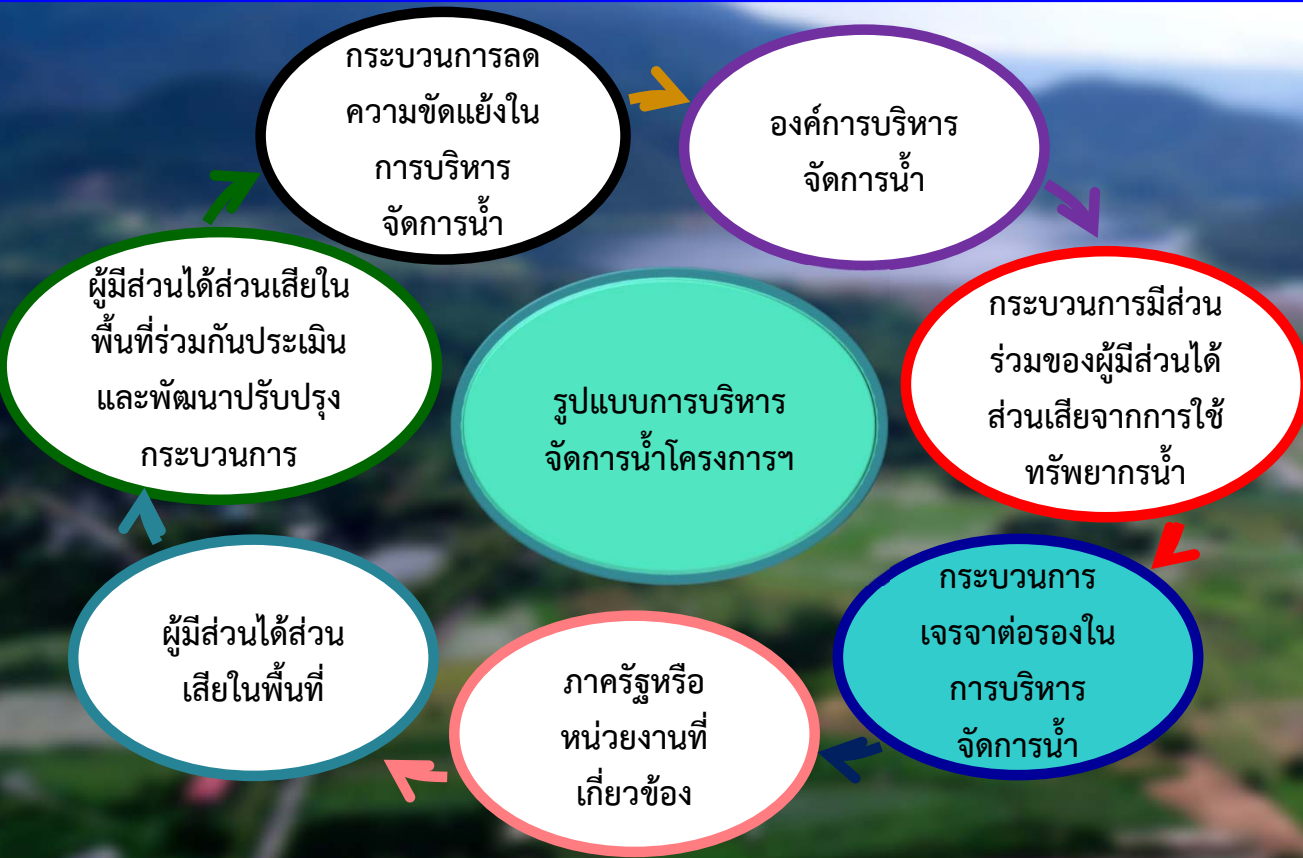 กระบวนการลด
ความขัดแย้งใน
การบริหาร
จัดการน้ำ
องค์การบริหาร
จัดการน้ำ
กระบวนการมีส่วน
ร่วมของผู้มีส่วนได้
ส่วนเสียจากการใช้
ทรัพยากรน้ำ
กระบวนการ
เจรจาต่อรองใน
การบริหาร
จัดการน้ำ
ภาครัฐหรือ
หน่วยงานที่
เกี่ยวข้อง
ผู้มีส่วนได้ส่วน
เสียในพื้นที่
ผู้มีส่วนได้ส่วนเสียใน
พื้นที่ร่วมกันประเมิน
และพัฒนาปรับปรุง
กระบวนการ
รูปแบบการบริหาร
จัดการน้ำโครงการฯ